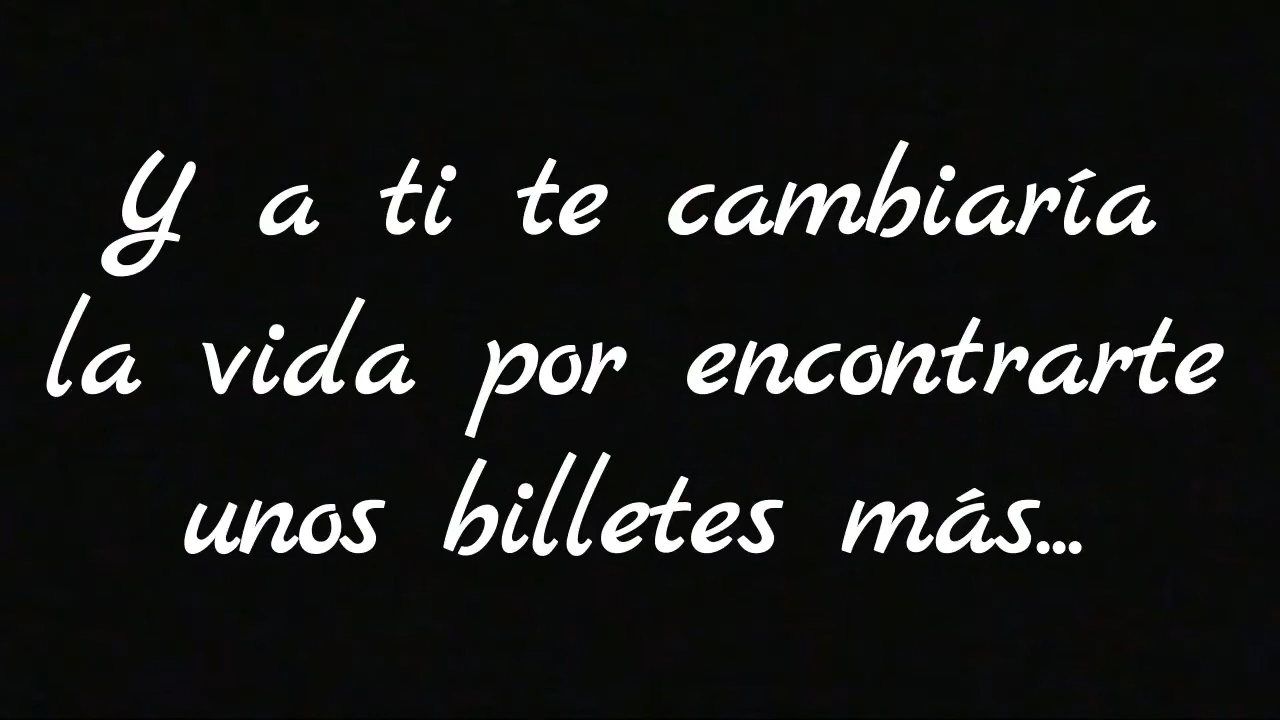 Y a ti te cambiaría
la vida por encontrarte
unos billetes más...